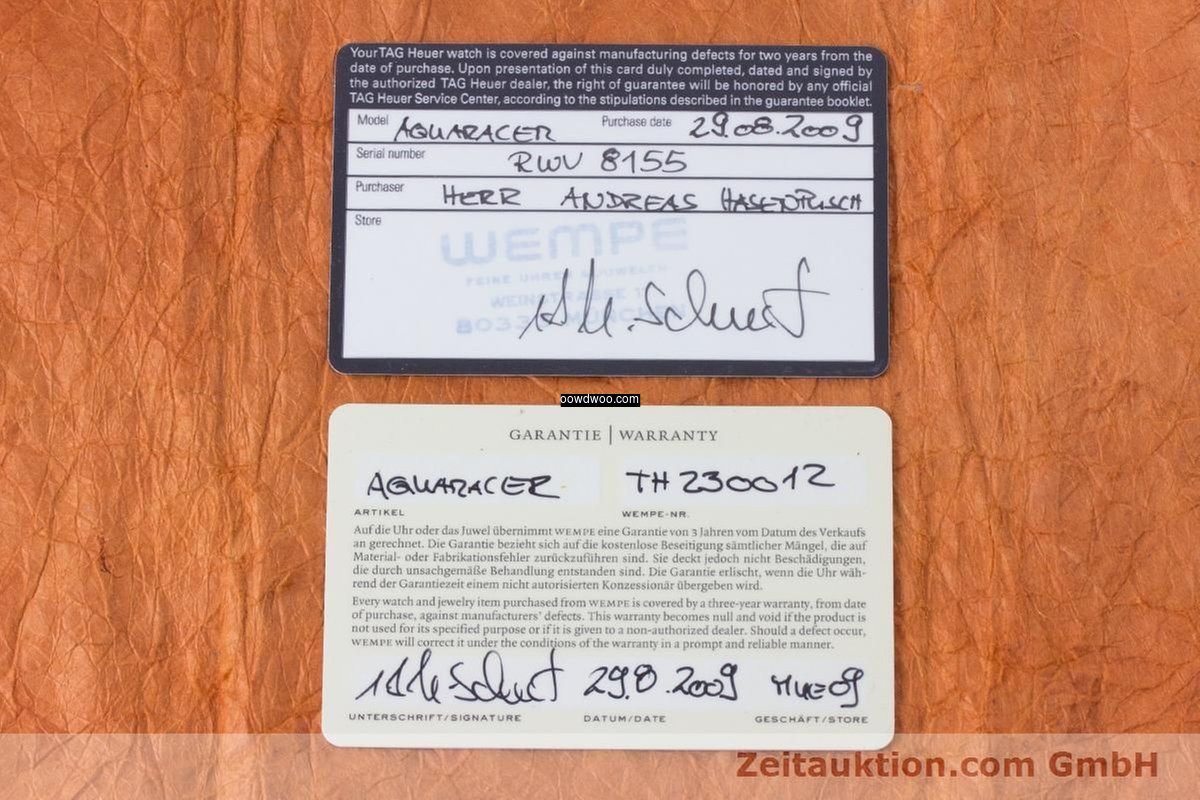 Your TAG Heuer watch is covered against manufacturing defects for two years from the
date of purchase. Upon presentation of this card duly completed, dated and signed by
the authorized TAG Heuer dealer, the right of guarantee will be honored by any official
TAG Heuer Service Center, according to the stipulations described in the guarantee booklet.
Model AQUARACER Purchase date 29.08.2009
Serial number RWV 8155
Purchaser HERR ANDREAS
Store
WEMPE
FEINE UHREN & JUWELEN
WEINSTRASSE
MÜNCHEN
oowdwoo.com
GARANTIE | WARRANTY
AQUARACER TH230012
ARTIKEL WEMPE-NR.
Auf die Uhr oder das Juwel übernimmt WEMPE eine Garantie von 3 Jahren vom Datum des Verkaufs
an gerechnet. Die Garantie bezieht sich auf die kostenlose Beseitigung sämtlicher Mängel, die auf
Material- oder Fabrikationsfehler zurückzuführen sind. Sie deckt jedoch nicht Beschädigungen,
die durch unsachgemäße Behandlung entstanden sind. Die Garantie erlischt, wenn die Uhr wäh-
rend der Garantiezeit einem nicht autorisierten Konzessionär übergeben wird.
Every watch and jewelry item purchased from WEMPE is covered by a three-year warranty, from date
of purchase, against manufacturers' defects. This warranty becomes null and void if the product is
not used for its specified purpose or if it is given to a non-authorized dealer. Should a defect occur,
WEMPE will correct it under the conditions of the warranty in a prompt and reliable manner.
29.8.2009 MUE09
UNTERSCHRIFT/SIGNATURE DATUM/DATE GESCHÄFT/STORE
Zeitauktion.com GmbH